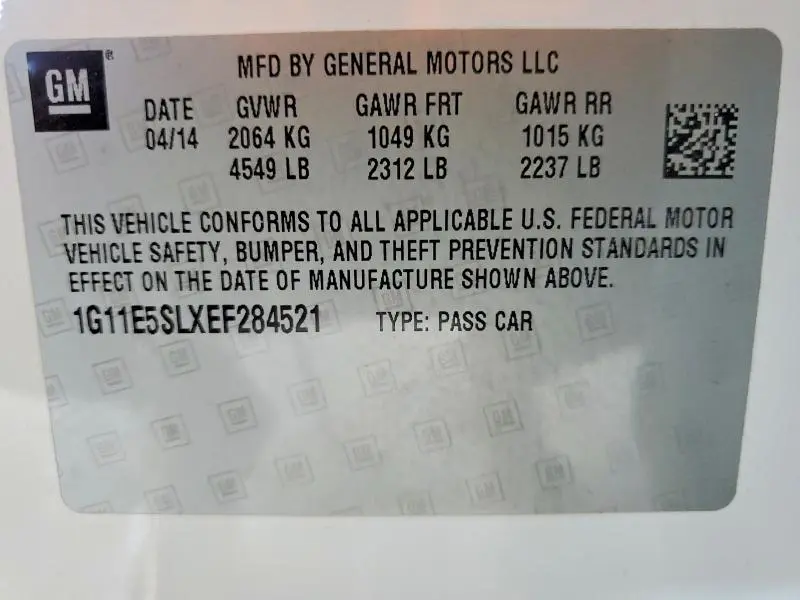 GM ®
MFD BY GENERAL MOTORS LLC
DATE GVWR GAWR FRT GAWR RR
04/14 2064 KG 1049 KG 1015 KG
4549 LB 2312 LB 2237 LB
THIS VEHICLE CONFORMS TO ALL APPLICABLE U.S. FEDERAL MOTOR
VEHICLE SAFETY, BUMPER, AND THEFT PREVENTION STANDARDS IN
EFFECT ON THE DATE OF MANUFACTURE SHOWN ABOVE.
1G11E5SLXEF284521 TYPE: PASS CAR